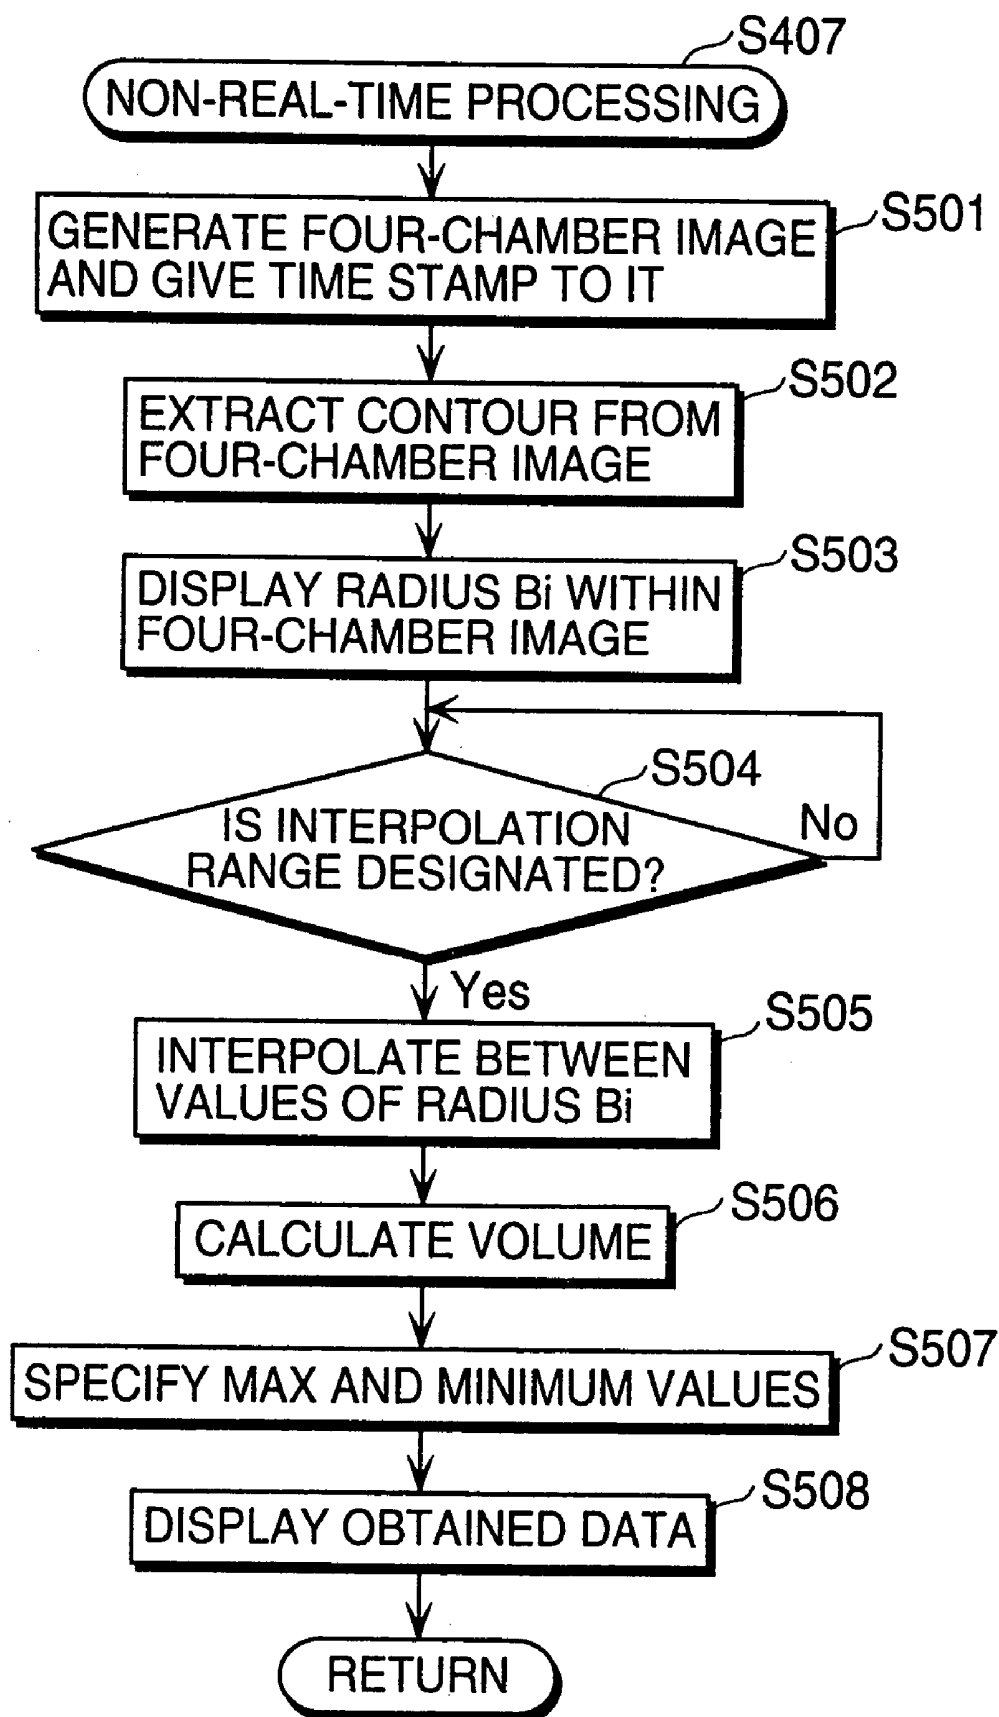 S407
NON-REAL-TIME PROCESSING
S501
GENERATE FOUR-CHAMBER IMAGE
AND GIVE TIME STAMP TO IT
S502
EXTRACT CONTOUR FROM
FOUR-CHAMBER IMAGE
S503
DISPLAY RADIUS Bi WITHIN
FOUR-CHAMBER IMAGE
S504
IS INTERPOLATION
RANGE DESIGNATED?
No
Yes
S505
INTERPOLATE BETWEEN
VALUES OF RADIUS Bi
S506
CALCULATE VOLUME
S507
SPECIFY MAX AND MINIMUM VALUES
S508
DISPLAY OBTAINED DATA
RETURN